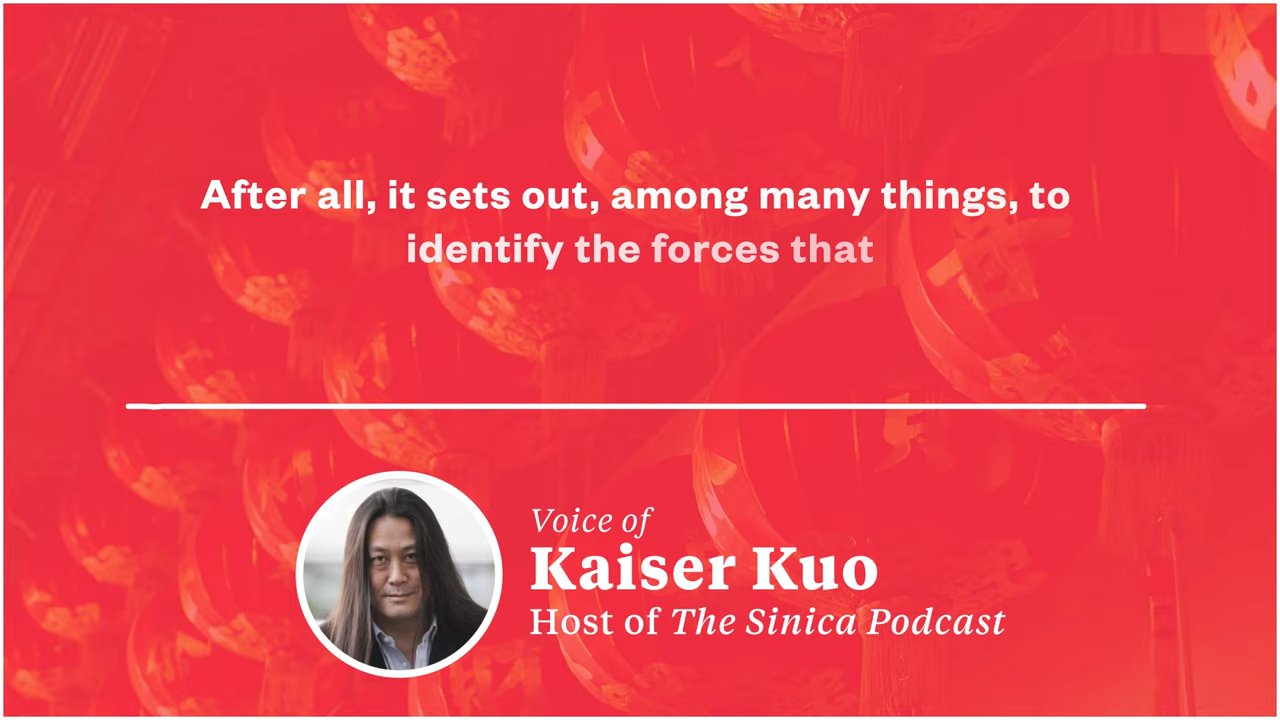 After all, it sets out, among many things, to
identify the forces that
Voice of
Kaiser Kuo
Host of The Sinica Podcast